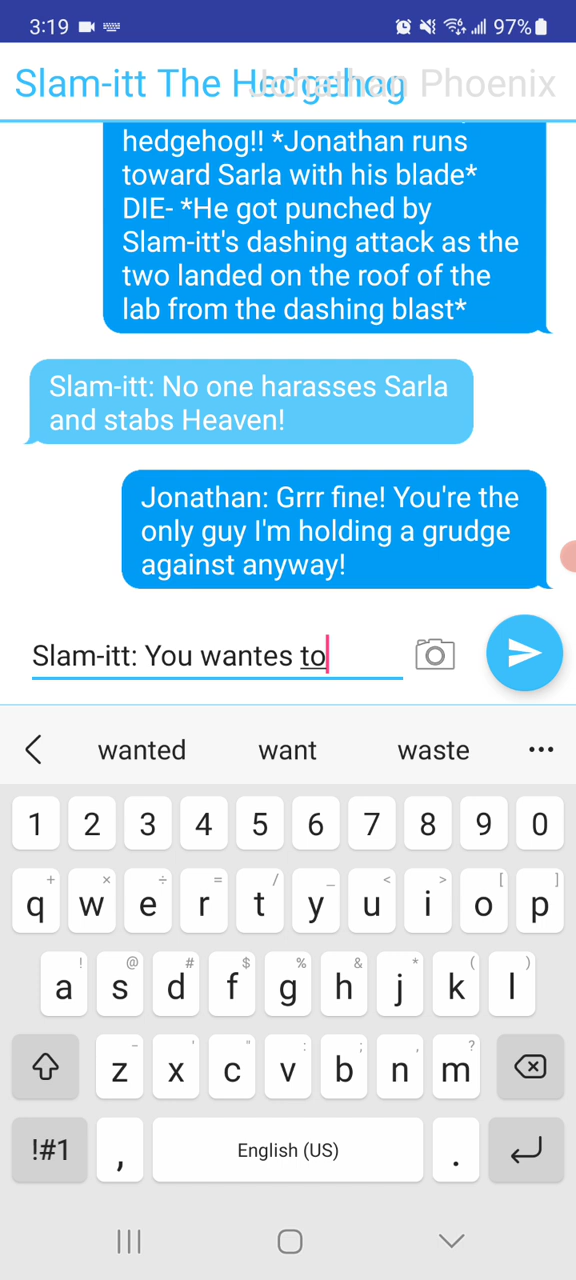 3:19 97%
Slam-itt The Hedgehog Jonathan Phoenix
hedgehog!! *Jonathan runs
toward Sarla with his blade*
DIE- *He got punched by
Slam-itt's dashing attack as the
two landed on the roof of the
lab from the dashing blast*
Slam-itt: No one harasses Sarla
and stabs Heaven!
Jonathan: Grrr fine! You're the
only guy I'm holding a grudge
against anyway!
Slam-itt: You wantes to
wanted want waste
1 2 3 4 5 6 7 8 9 0
+ × ÷ = / _ < > [ ]
q w e r t y u i o p
! @ # $ % & * ( )
a s d f g h j k l
- ' " : ; , ?
z x c v b n m
!#1 , English (US) .